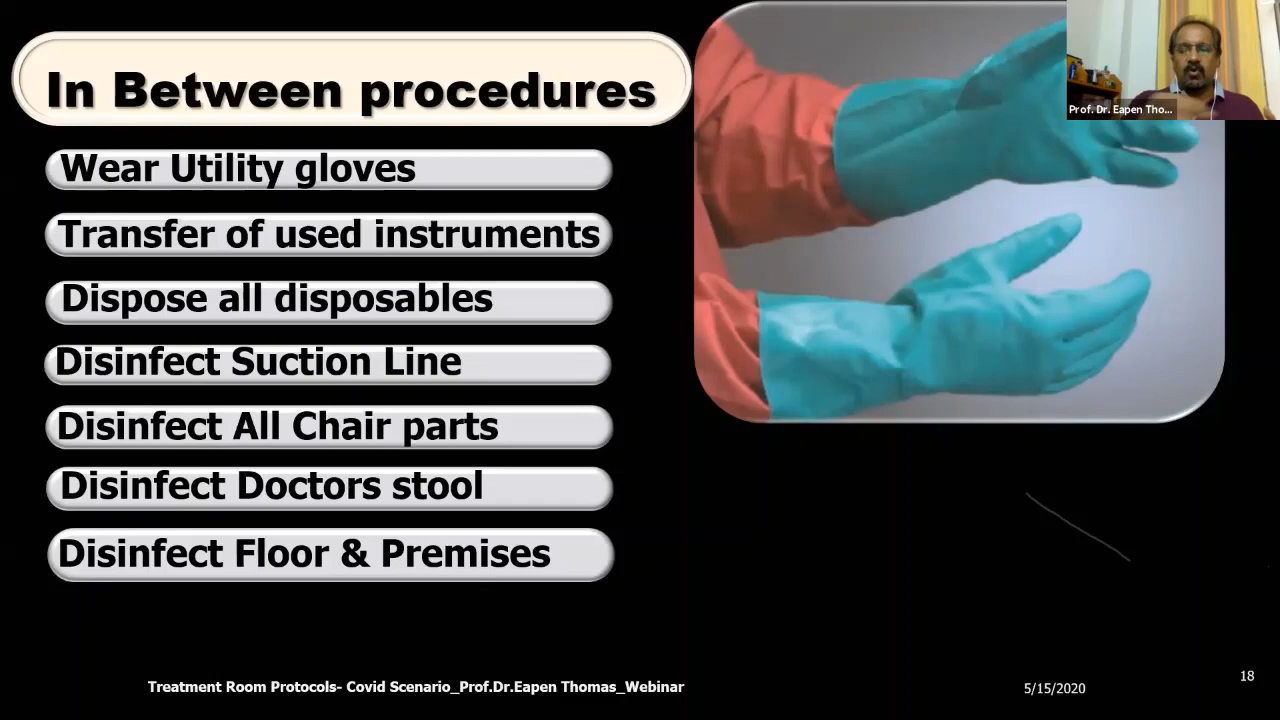 In Between procedures
Wear Utility gloves
Transfer of used instruments
Dispose all disposables
Disinfect Suction Line
Disinfect All Chair parts
Disinfect Doctors stool
Disinfect Floor & Premises
Prof. Dr. Eapen Tho...
Treatment Room Protocols- Covid Scenario_Prof.Dr.Eapen Thomas_Webinar
5/15/2020
18